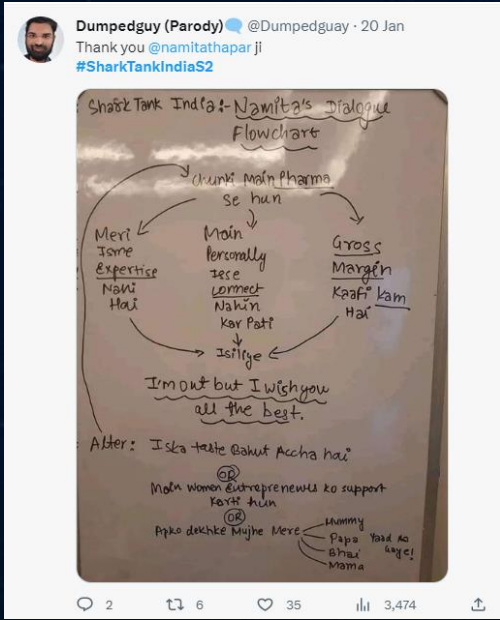 Dumpedguy (Parody)🗨 @Dumpedguay · 20 Jan
Thank you @namitathapar ji
#SharkTankIndiaS2
: Shark Tank India:- Namita's Dialogue
Flowchart
Chunki Main Pharma
se hun
Meri
Isme
Expertise
Nahi
Hai
Main
Personally
Isse
Connect
Nahin
Kar Pati
Gross
Margin
Kaafi kam
Hai
Isiliye
I'm out but I wish you
all the best.
: Alter: Iska taste Bahut Accha hai
OR
Main women Entreprenewrs ko support
Karti hun
OR
Apko dekhke Mujhe Mere
Mummy
Papa
Bhai
Mama
Yaad Aa
Gaye!
2
6
35
3,474